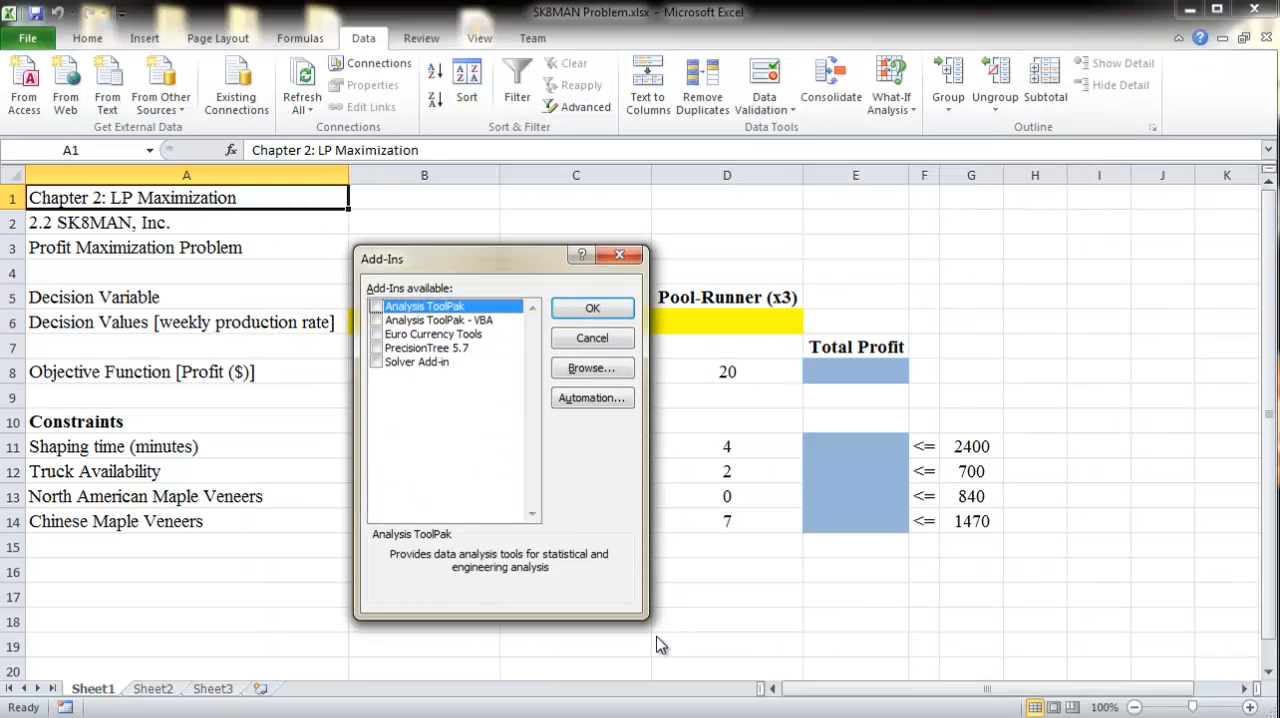 SK8MAN Problem.xlsx - Microsoft Excel
File Home Insert Page Layout Formulas Data Review View Team
From Access
From Web
From Text
From Other Sources
Existing Connections
Get External Data
Refresh All
Connections
Properties
Edit Links
Connections
Sort
Filter
Clear
Reapply
Advanced
Sort & Filter
Text to Columns
Remove Duplicates
Data Validation
Consolidate
What-If Analysis
Data Tools
Group
Ungroup
Subtotal
Show Detail
Hide Detail
Outline
A1 fx Chapter 2: LP Maximization
A B C D E F G H I J K
1 Chapter 2: LP Maximization
2 2.2 SK8MAN, Inc.
3 Profit Maximization Problem
4
5 Decision Variable Pool-Runner (x3)
6 Decision Values [weekly production rate]
7 Total Profit
8 Objective Function [Profit ($)] 20
9
10 Constraints
11 Shaping time (minutes) 4 <= 2400
12 Truck Availability 2 <= 700
13 North American Maple Veneers 0 <= 840
14 Chinese Maple Veneers 7 <= 1470
15
16
17
18
19
20
Add-Ins
Add-Ins available:
Analysis ToolPak
Analysis ToolPak - VBA
Euro Currency Tools
PrecisionTree 5.7
Solver Add-in
OK
Cancel
Browse...
Automation...
Analysis ToolPak
Provides data analysis tools for statistical and
engineering analysis
Sheet1 Sheet2 Sheet3
Ready 100%